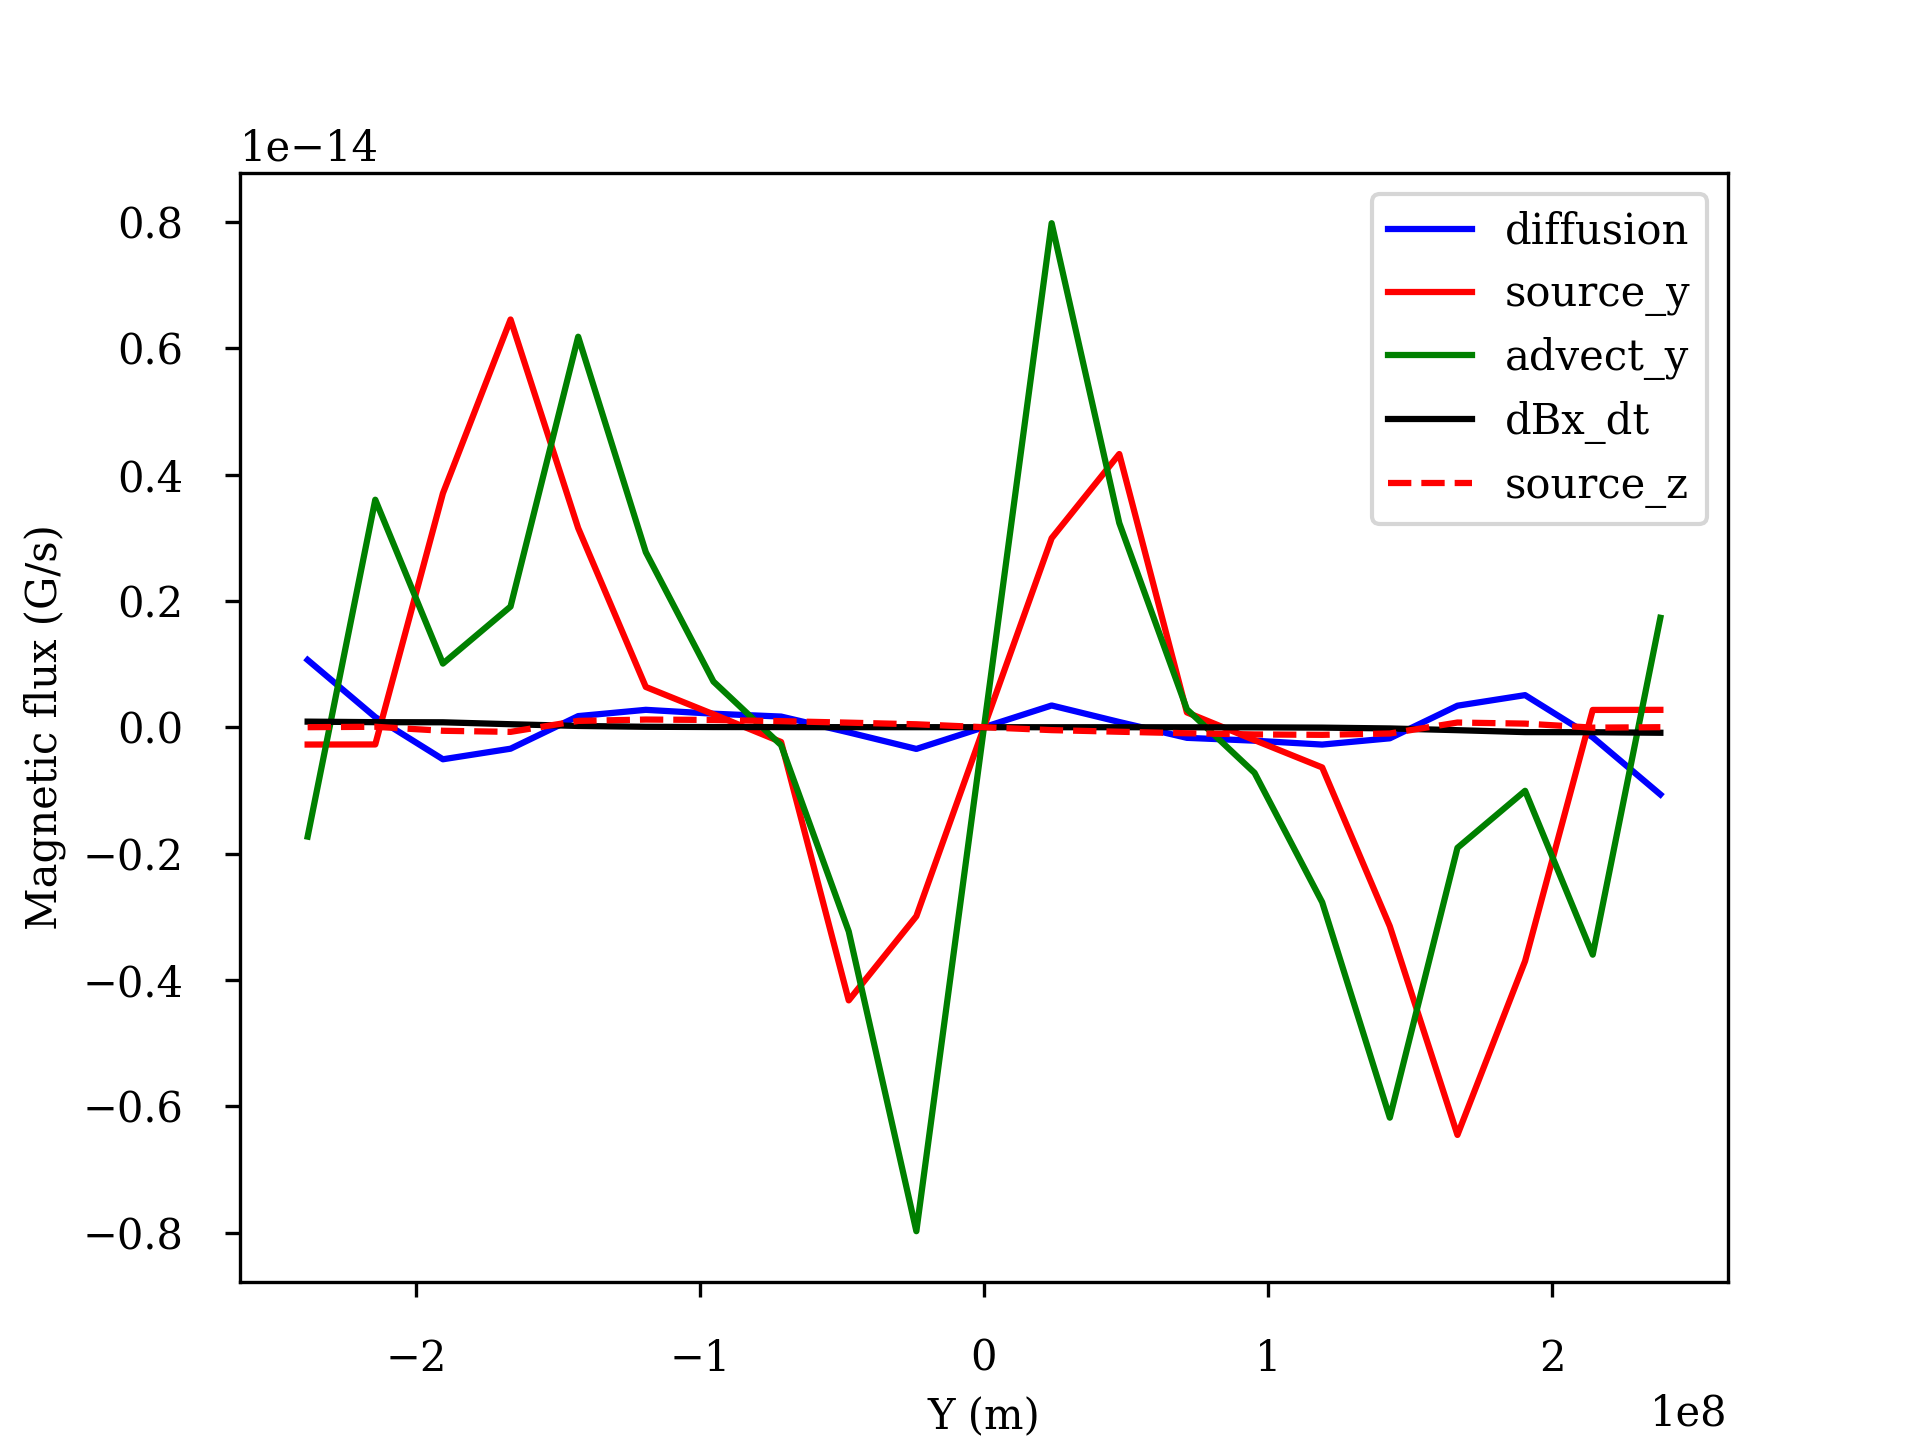 1e−14
0.8
0.6
0.4
0.2
0.0
−0.2
−0.4
−0.6
−0.8
Magnetic flux (G/s)
diffusion
source_y
advect_y
dBx_dt
source_z
−2
−1
0
1
2
Y (m)
1e8